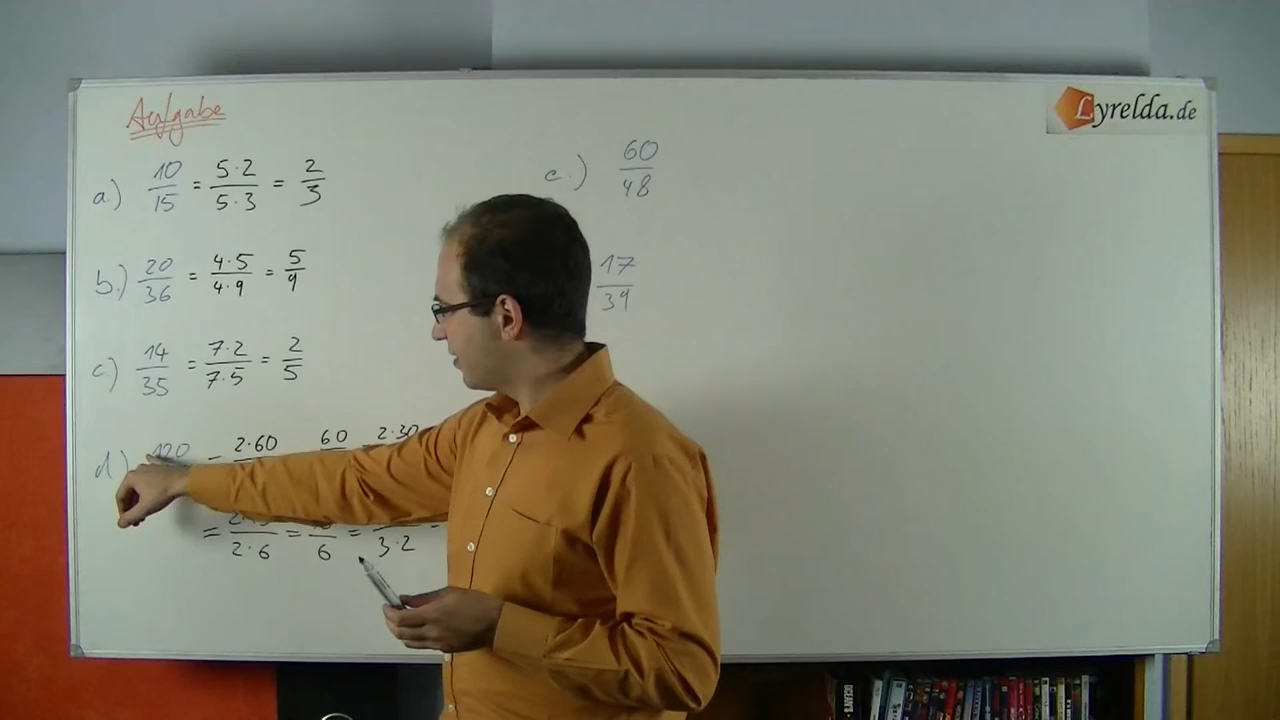 Aufgabe
Lyrelda.de
a.) 10/15 = 5·2/5·3 = 2/3
b.) 20/36 = 4·5/4·9 = 5/9
c.) 14/35 = 7·2/7·5 = 2/5
d.) 120 = 2·60 60 = 2·30
= 2·6 = 6 = 3·2 =
e.) 60/48
17/39